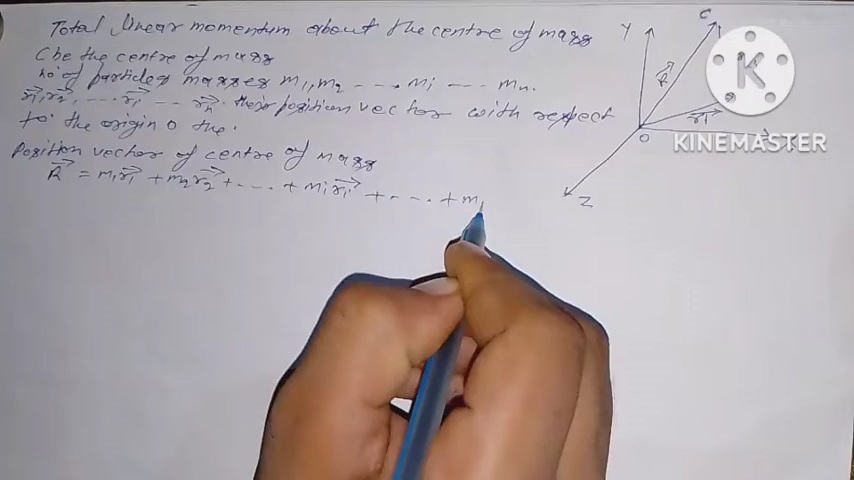 Total linear momentum about the centre of mass
C be the centre of mass
no of particles masses m1, m2 ---- mi ---- mn.
r1, r2, ---- ri -- rn. their position vector with respect
to the origin O the.
Position vector of centre of mass
R = m1r1 + m2r2 + ---- + miri + ---- + m
Y
C
R
ri
O
Z
K
KINEMASTER